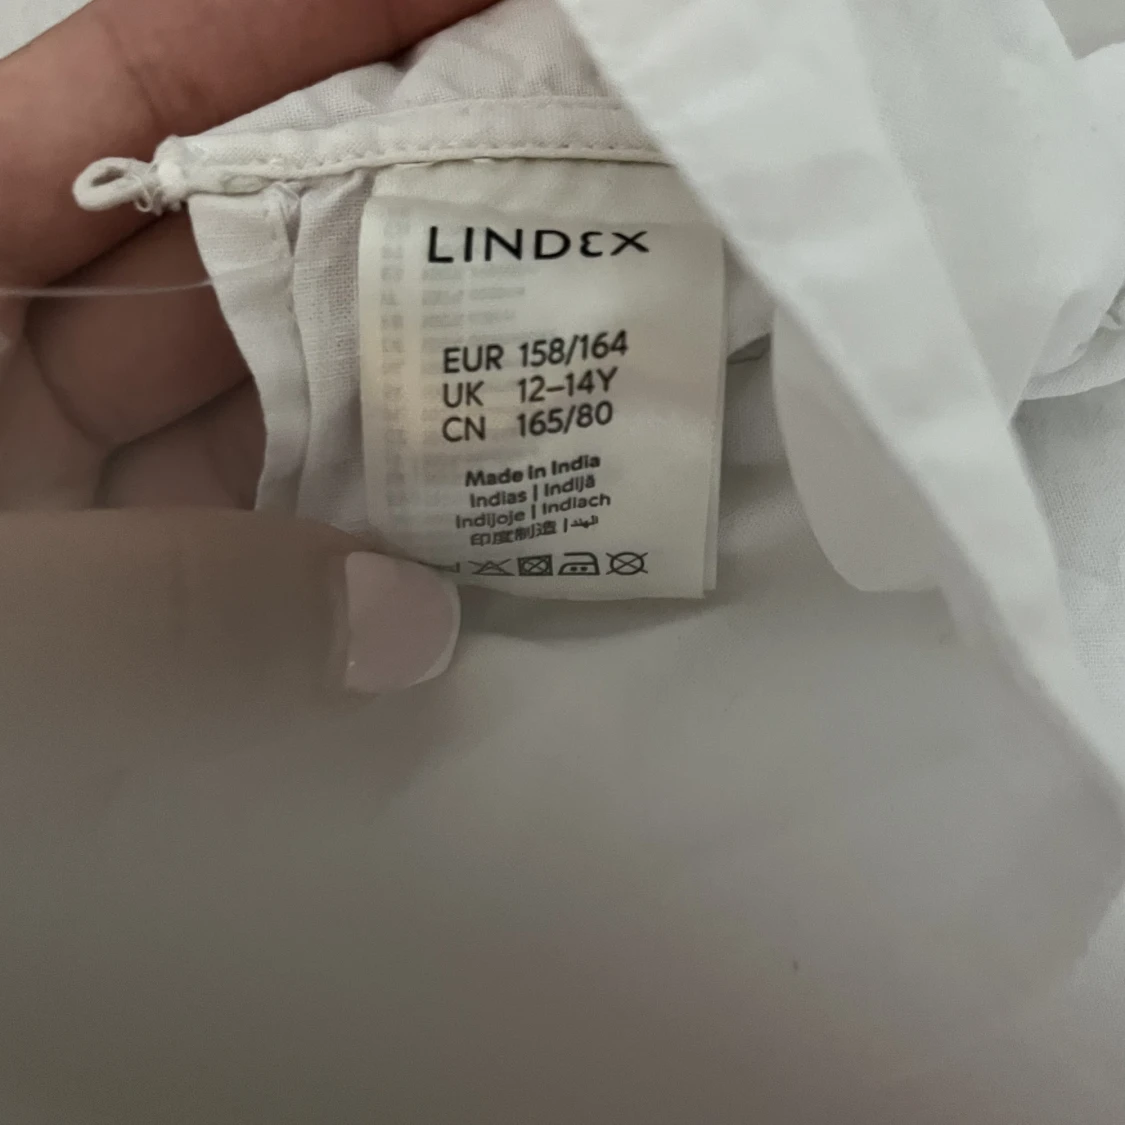 LINDEX
EUR 158/164
UK 12–14Y
CN 165/80
Made in India
Indias | Indijā
Indijoje | Indlach
印度制造 | الهند